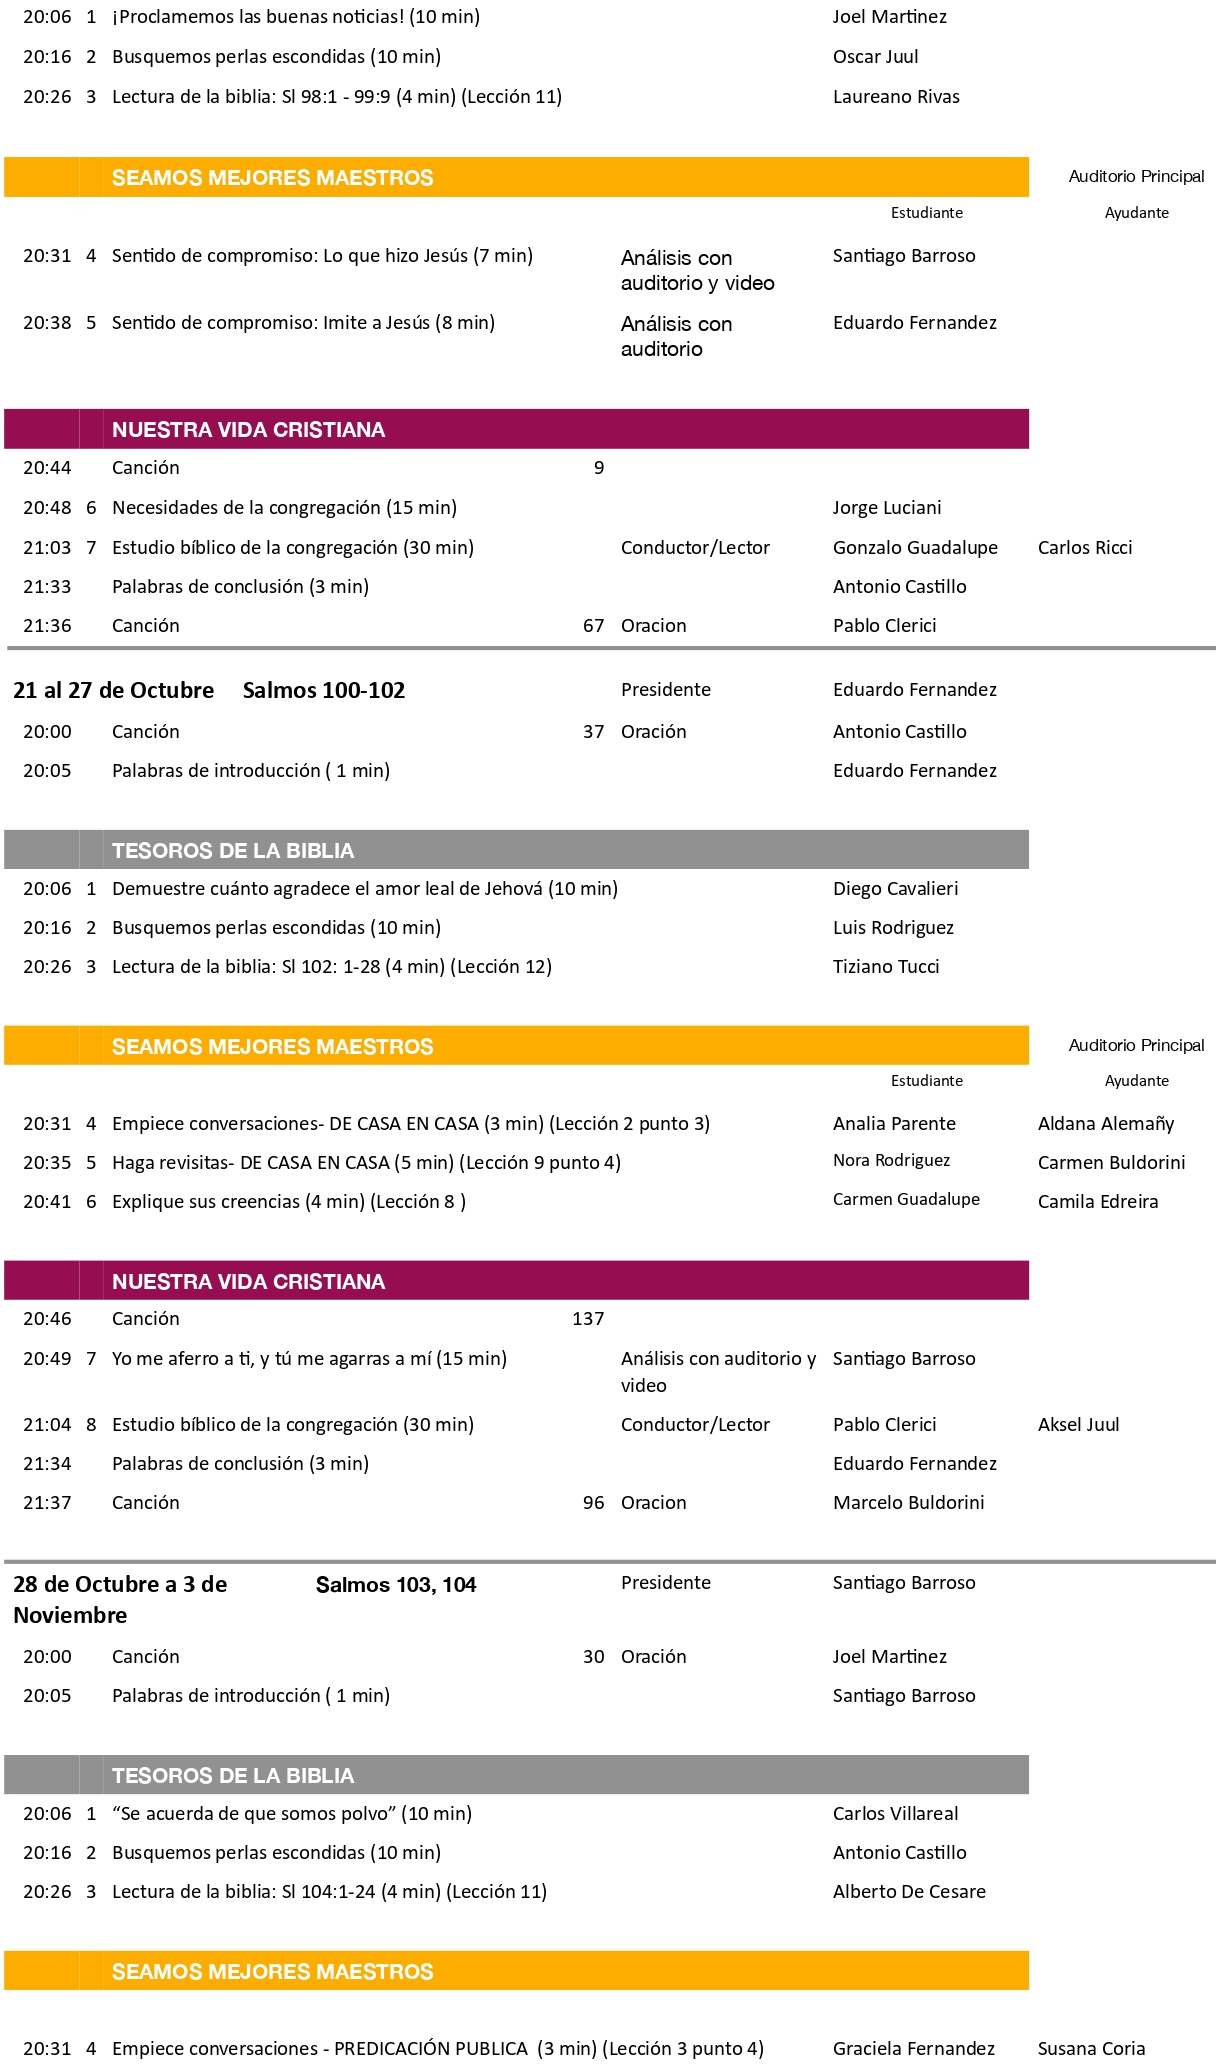 20:06 1 ¡Proclamemos las buenas noticias! (10 min) Joel Martinez
20:16 2 Busquemos perlas escondidas (10 min) Oscar Juul
20:26 3 Lectura de la biblia: Sl 98:1 - 99:9 (4 min) (Lección 11) Laureano Rivas
SEAMOS MEJORES MAESTROS Auditorio Principal
Estudiante Ayudante
20:31 4 Sentido de compromiso: Lo que hizo Jesús (7 min) Análisis con Santiago Barroso
auditorio y video
20:38 5 Sentido de compromiso: Imite a Jesús (8 min) Análisis con Eduardo Fernandez
auditorio
NUESTRA VIDA CRISTIANA
20:44 Canción 9
20:48 6 Necesidades de la congregación (15 min) Jorge Luciani
21:03 7 Estudio bíblico de la congregación (30 min) Conductor/Lector Gonzalo Guadalupe Carlos Ricci
21:33 Palabras de conclusión (3 min) Antonio Castillo
21:36 Canción 67 Oracion Pablo Clerici
21 al 27 de Octubre Salmos 100-102 Presidente Eduardo Fernandez
20:00 Canción 37 Oración Antonio Castillo
20:05 Palabras de introducción ( 1 min) Eduardo Fernandez
TESOROS DE LA BIBLIA
20:06 1 Demuestre cuánto agradece el amor leal de Jehová (10 min) Diego Cavalieri
20:16 2 Busquemos perlas escondidas (10 min) Luis Rodriguez
20:26 3 Lectura de la biblia: Sl 102: 1-28 (4 min) (Lección 12) Tiziano Tucci
SEAMOS MEJORES MAESTROS Auditorio Principal
Estudiante Ayudante
20:31 4 Empiece conversaciones- DE CASA EN CASA (3 min) (Lección 2 punto 3) Analia Parente Aldana Alemañy
20:35 5 Haga revisitas- DE CASA EN CASA (5 min) (Lección 9 punto 4) Nora Rodriguez Carmen Buldorini
20:41 6 Explique sus creencias (4 min) (Lección 8 ) Carmen Guadalupe Camila Edreira
NUESTRA VIDA CRISTIANA
20:46 Canción 137
20:49 7 Yo me aferro a ti, y tú me agarras a mí (15 min) Análisis con auditorio y Santiago Barroso
video
21:04 8 Estudio bíblico de la congregación (30 min) Conductor/Lector Pablo Clerici Aksel Juul
21:34 Palabras de conclusión (3 min) Eduardo Fernandez
21:37 Canción 96 Oracion Marcelo Buldorini
28 de Octubre a 3 de Salmos 103, 104 Presidente Santiago Barroso
Noviembre
20:00 Canción 30 Oración Joel Martinez
20:05 Palabras de introducción ( 1 min) Santiago Barroso
TESOROS DE LA BIBLIA
20:06 1 “Se acuerda de que somos polvo” (10 min) Carlos Villareal
20:16 2 Busquemos perlas escondidas (10 min) Antonio Castillo
20:26 3 Lectura de la biblia: Sl 104:1-24 (4 min) (Lección 11) Alberto De Cesare
SEAMOS MEJORES MAESTROS
20:31 4 Empiece conversaciones - PREDICACIÓN PUBLICA (3 min) (Lección 3 punto 4) Graciela Fernandez Susana Coria